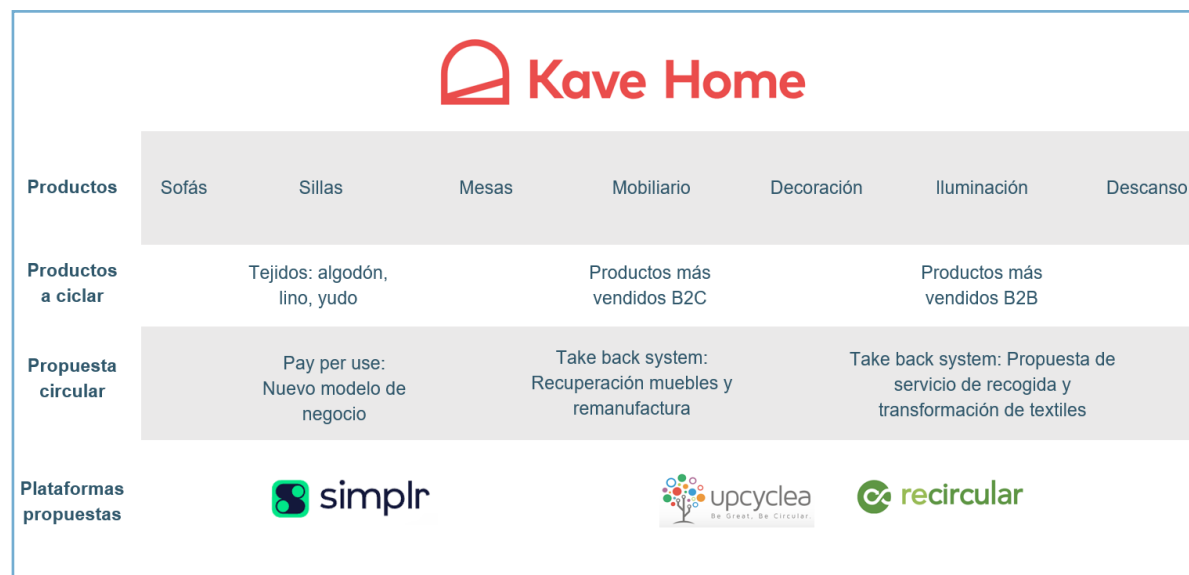 Kave Home
Productos
Sofás
Sillas
Mesas
Mobiliario
Decoración
Iluminación
Descanso
Productos
a ciclar
Tejidos: algodón,
lino, yudo
Productos más
vendidos B2C
Productos más
vendidos B2B
Propuesta
circular
Pay per use:
Nuevo modelo de
negocio
Take back system:
Recuperación muebles y
remanufactura
Take back system: Propuesta de
servicio de recogida y
transformación de textiles
Plataformas
propuestas
simplr
upcyclea
Be Great, Be Circular.
recircular